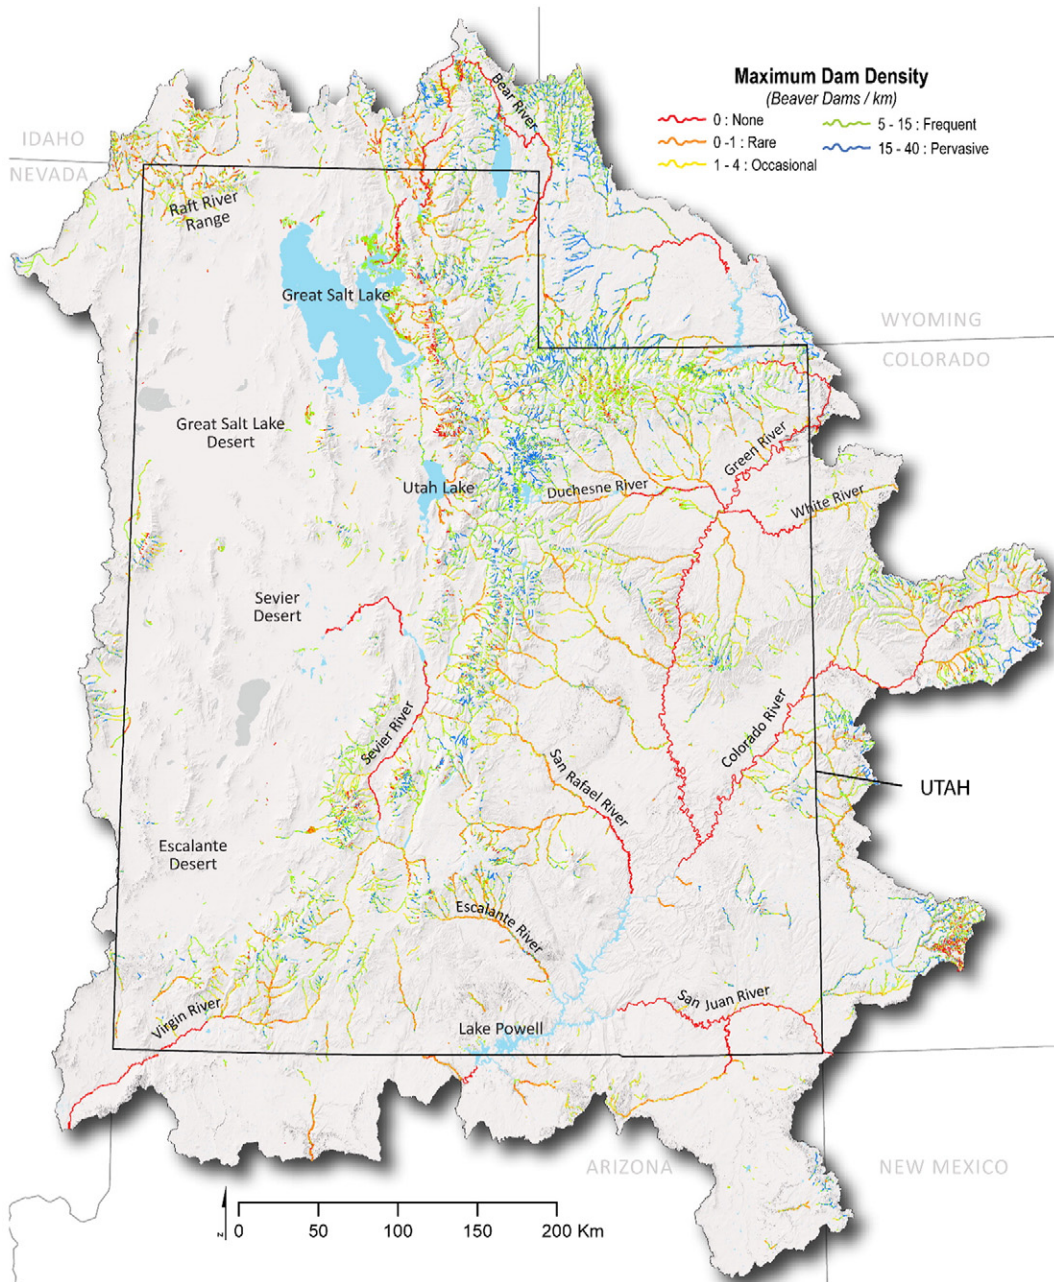 Maximum Dam Density
(Beaver Dams / km)
0 : None
0 -1 : Rare
1 - 4 : Occasional
5 - 15 : Frequent
15 - 40 : Pervasive
Bear River
IDAHO
NEVADA
Raft River
Range
Great Salt Lake
WYOMING
COLORADO
Great Salt Lake
Desert
Green River
Utah Lake
Duchesne River
White River
Sevier
Desert
Sevier River
Colorado River
San Rafael River
UTAH
Escalante
Desert
Escalante River
Virgin River
San Juan River
Lake Powell
ARIZONA
NEW MEXICO
N
0
50
100
150
200 Km